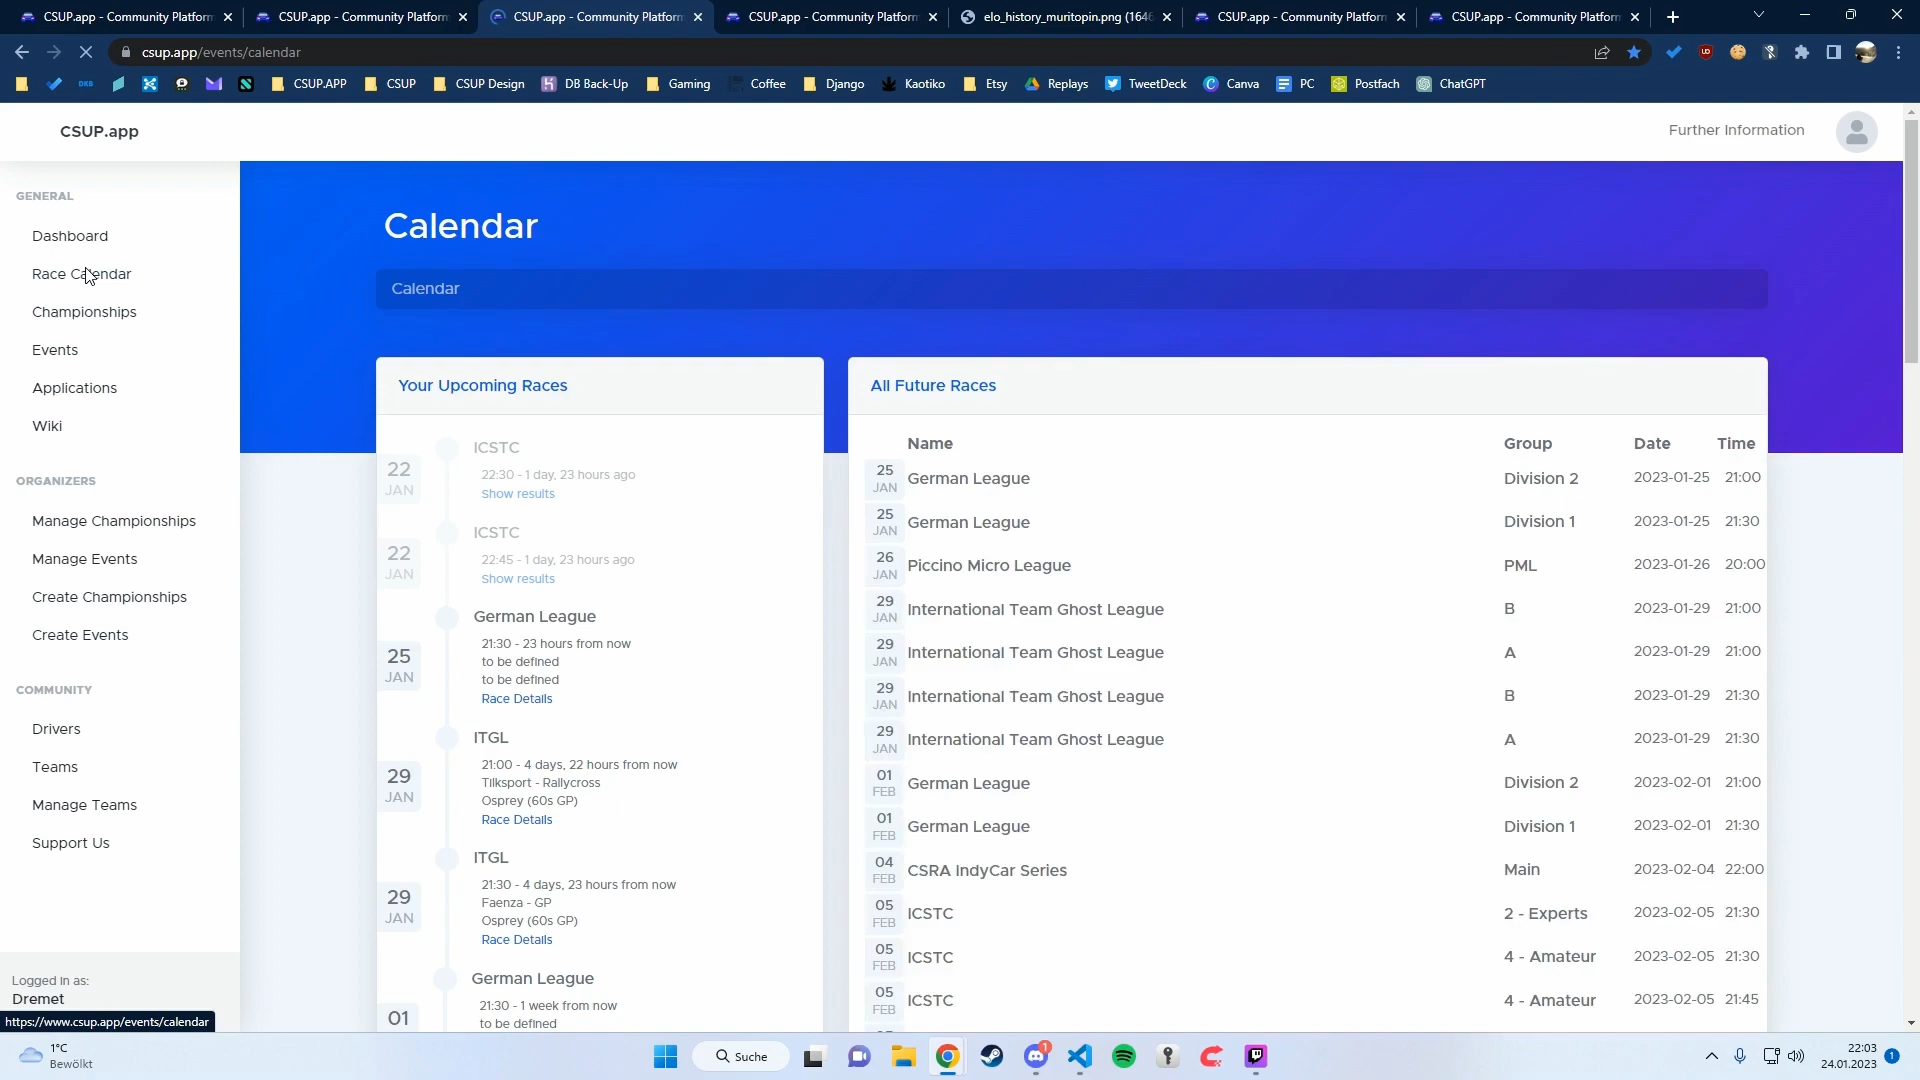 CSUP.app - Community Platform
CSUP.app - Community Platform
CSUP.app - Community Platform
CSUP.app - Community Platform
elo_history_muritopin.png (164
CSUP.app - Community Platform
CSUP.app - Community Platform
csup.app/events/calendar
DKB
CSUP.APP
CSUP
CSUP Design
DB Back-Up
Gaming
Coffee
Django
Kaotiko
Etsy
Replays
TweetDeck
Canva
PC
Postfach
ChatGPT
CSUP.app
Further Information
GENERAL
Dashboard
Race Calendar
Championships
Events
Applications
Wiki
ORGANIZERS
Manage Championships
Manage Events
Create Championships
Create Events
COMMUNITY
Drivers
Teams
Manage Teams
Support Us
Logged in as:
Dremet
https://www.csup.app/events/calendar
Calendar
Calendar
Your Upcoming Races
22 JAN
ICSTC
22:30 - 1 day, 23 hours ago
Show results
22 JAN
ICSTC
22:45 - 1 day, 23 hours ago
Show results
25 JAN
German League
21:30 - 23 hours from now
to be defined
to be defined
Race Details
29 JAN
ITGL
21:00 - 4 days, 22 hours from now
Tilksport - Rallycross
Osprey (60s GP)
Race Details
29 JAN
ITGL
21:30 - 4 days, 23 hours from now
Faenza - GP
Osprey (60s GP)
Race Details
01
German League
21:30 - 1 week from now
to be defined
All Future Races
Name Group Date Time
25 JAN German League Division 2 2023-01-25 21:00
25 JAN German League Division 1 2023-01-25 21:30
26 JAN Piccino Micro League PML 2023-01-26 20:00
29 JAN International Team Ghost League B 2023-01-29 21:00
29 JAN International Team Ghost League A 2023-01-29 21:00
29 JAN International Team Ghost League B 2023-01-29 21:30
29 JAN International Team Ghost League A 2023-01-29 21:30
01 FEB German League Division 2 2023-02-01 21:00
01 FEB German League Division 1 2023-02-01 21:30
04 FEB CSRA IndyCar Series Main 2023-02-04 22:00
05 FEB ICSTC 2 - Experts 2023-02-05 21:30
05 FEB ICSTC 4 - Amateur 2023-02-05 21:30
05 FEB ICSTC 4 - Amateur 2023-02-05 21:45
1°C
Bewölkt
Suche
1
22:03
24.01.2023
1